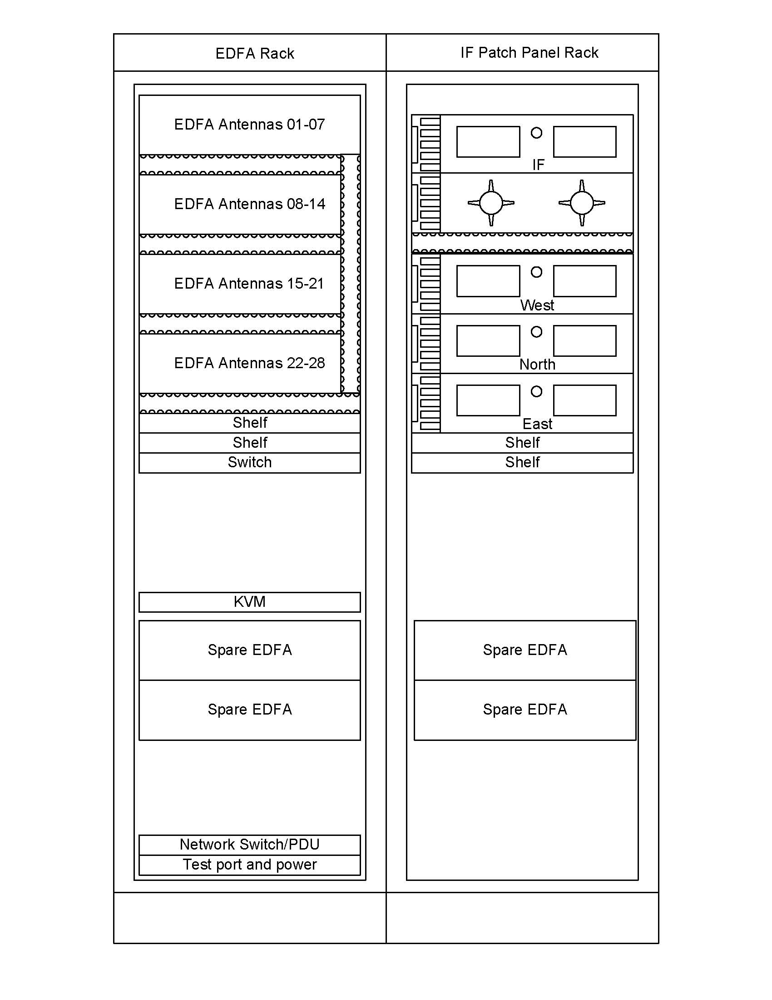 EDFA Rack
EDFA Antennas 01-07
EDFA Antennas 08-14
EDFA Antennas 15-21
EDFA Antennas 22-28
Shelf
Shelf
Switch
KVM
Spare EDFA
Spare EDFA
Network Switch/PDU
Test port and power
IF Patch Panel Rack
IF
West
North
East
Shelf
Shelf
Spare EDFA
Spare EDFA